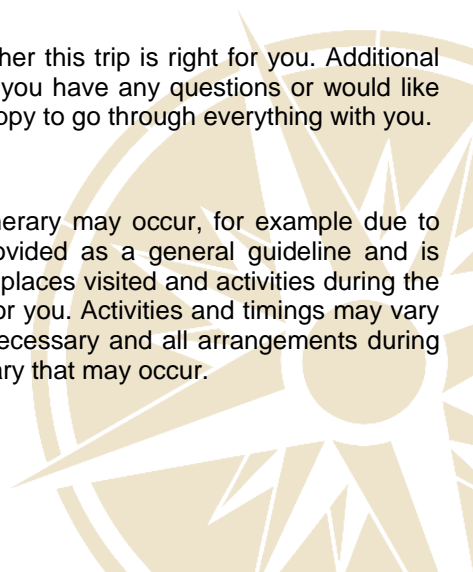 her this trip is right for you. Additional
you have any questions or would like
opy to go through everything with you.
nerary may occur, for example due to
ovided as a general guideline and is
places visited and activities during the
or you. Activities and timings may vary
ecessary and all arrangements during
ary that may occur.